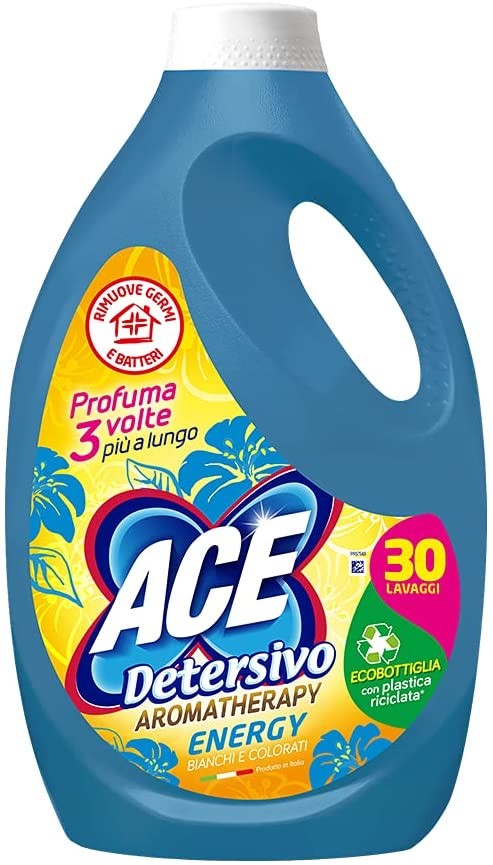 RIMUOVE GERMI
E BATTERI
Profuma
3 volte
più a lungo
ACE
Detersivo
AROMATHERAPY
ENERGY
BIANCHI E COLORATI
Prodotto in Italia
30
LAVAGGI
ECOBOTTIGLIA
con plastica
riciclata*